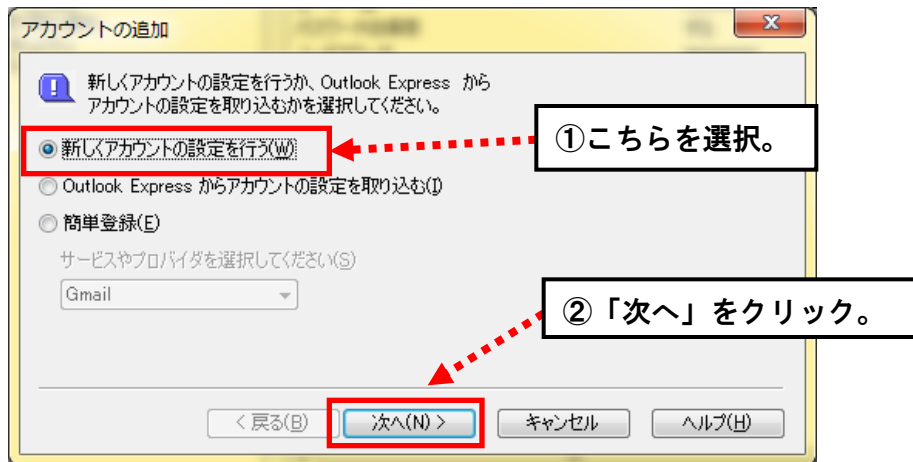 アカウントの追加
新しくアカウントの設定を行うか、Outlook Express から
アカウントの設定を取り込むかを選択してください。
①こちらを選択。
新しくアカウントの設定を行う(W)
Outlook Express からアカウントの設定を取り込む(I)
簡単登録(E)
サービスやプロバイダを選択してください(S)
Gmail
②「次へ」をクリック。
< 戻る(B)
次へ(N) >
キャンセル
ヘルプ(H)